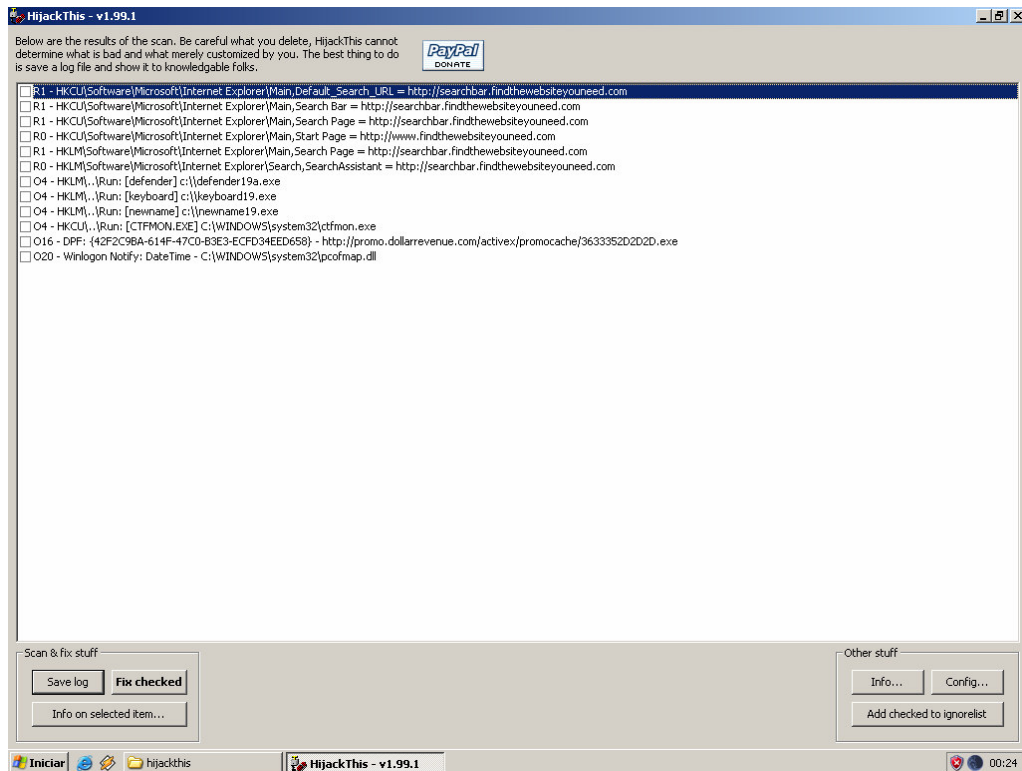 HijackThis - v1.99.1
Below are the results of the scan. Be careful what you delete, HijackThis cannot
determine what is bad and what merely customized by you. The best thing to do
is save a log file and show it to knowledgable folks.
PayPal
DONATE
R1 - HKCU\Software\Microsoft\Internet Explorer\Main,Default_Search_URL = http://searchbar.findthewebsiteyouneed.com
R1 - HKCU\Software\Microsoft\Internet Explorer\Main,Search Bar = http://searchbar.findthewebsiteyouneed.com
R1 - HKCU\Software\Microsoft\Internet Explorer\Main,Search Page = http://searchbar.findthewebsiteyouneed.com
R0 - HKCU\Software\Microsoft\Internet Explorer\Main,Start Page = http://www.findthewebsiteyouneed.com
R1 - HKLM\Software\Microsoft\Internet Explorer\Main,Search Page = http://searchbar.findthewebsiteyouneed.com
R0 - HKLM\Software\Microsoft\Internet Explorer\Search,SearchAssistant = http://searchbar.findthewebsiteyouneed.com
O4 - HKLM\..\Run: [defender] c:\\defender19a.exe
O4 - HKLM\..\Run: [keyboard] c:\\keyboard19.exe
O4 - HKLM\..\Run: [newname] c:\\newname19.exe
O4 - HKCU\..\Run: [CTFMON.EXE] C:\WINDOWS\system32\ctfmon.exe
O16 - DPF: {42F2C9BA-614F-47C0-B3E3-ECFD34EED658} - http://promo.dollarrevenue.com/activex/promocache/3633352D2D2D.exe
O20 - Winlogon Notify: DateTime - C:\WINDOWS\system32\pcofmap.dll
Scan & fix stuff
Save log
Fix checked
Info on selected item...
Other stuff
Info...
Config...
Add checked to ignorelist
Iniciar
hijackthis
HijackThis - v1.99.1
00:24